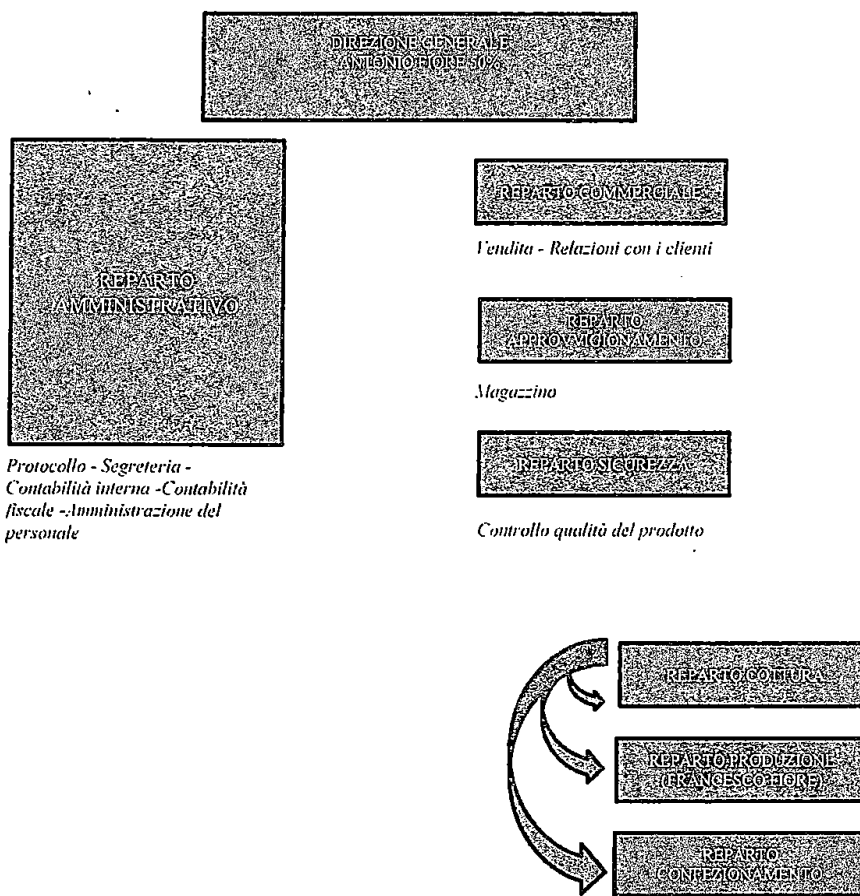 DIREZIONE GENERALE
ANTONIO FIORE 50%
REPARTO
AMMINISTRATIVO
Protocollo - Segreteria -
Contabilità interna -Contabilità
fiscale -Amministrazione del
personale
REPARTO COMMERCIALE
Vendita - Relazioni con i clienti
REPARTO
APPROVVIGIONAMENTO
Magazzino
REPARTO SICUREZZA
Controllo qualità del prodotto
REPARTO COTTURA
REPARTO PRODUZIONE
(FRANCESCO FIORE)
REPARTO
CONFEZIONAMENTO